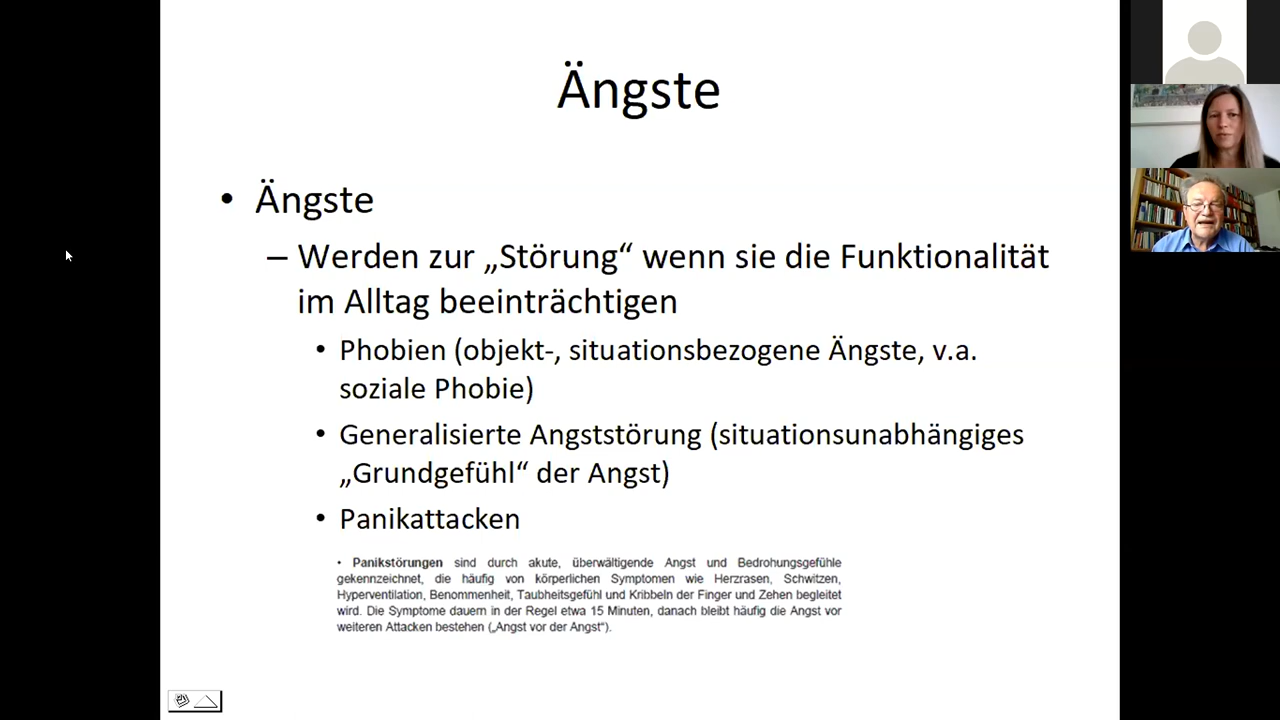 Ängste
• Ängste
– Werden zur „Störung“ wenn sie die Funktionalität
im Alltag beeinträchtigen
• Phobien (objekt-, situationsbezogene Ängste, v.a.
soziale Phobie)
• Generalisierte Angststörung (situationsunabhängiges
„Grundgefühl“ der Angst)
• Panikattacken
• Panikstörungen sind durch akute, überwältigende Angst und Bedrohungsgefühle
gekennzeichnet, die häufig von körperlichen Symptomen wie Herzrasen, Schwitzen,
Hyperventilation, Benommenheit, Taubheitsgefühl und Kribbeln der Finger und Zehen begleitet
wird. Die Symptome dauern in der Regel etwa 15 Minuten, danach bleibt häufig die Angst vor
weiteren Attacken bestehen („Angst vor der Angst“).